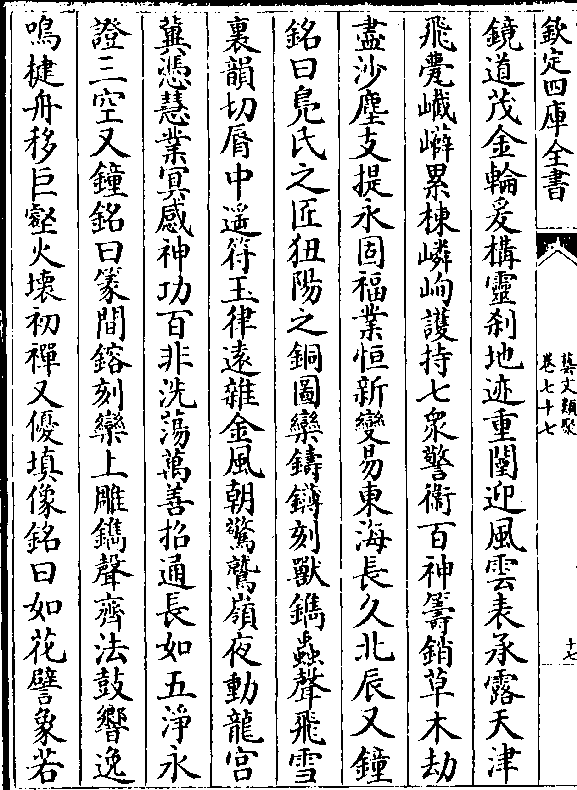 欽定四庫全書
藝文類聚
卷七十七
十七
鏡道茂金輪爰構靈刹地迹重闉迎風雲表承露天津
飛甍巀嶭累棟嶙峋護持七衆警衛百神籌銷草木劫
盡沙塵支提永固福業恒新變易東海長久北辰又鐘
銘曰鳧氏之匠狃陽之銅圖欒鑄鏄刻獸鐫蟲聲飛雪
裏韻切脣中遥符玉律遠雜金風朝驚鷲嶺夜動龍宫
冀憑慧業冥感神功百非洗蕩萬善招通長如五淨永
證三空又鐘銘曰篆間鎔刻欒上雕鐫聲齊法鼓響逸
鳴揵舟移巨壑火壊初禪又優填像銘曰如花譬象若